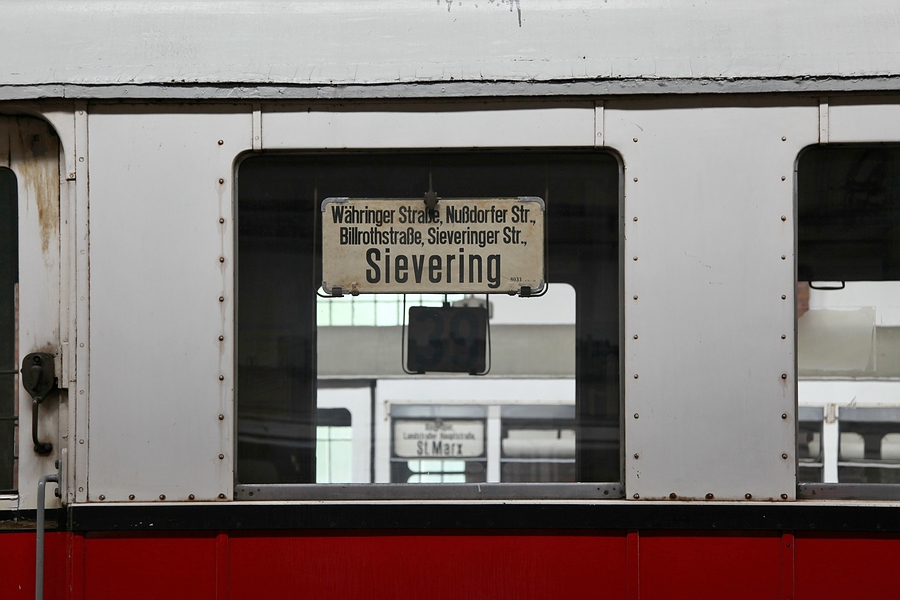 Währinger Straße, Nußdorfer Str.,
Billrothstraße, Sieveringer Str.,
Sievering
Landstraßer Hauptstraße,
St. Marx